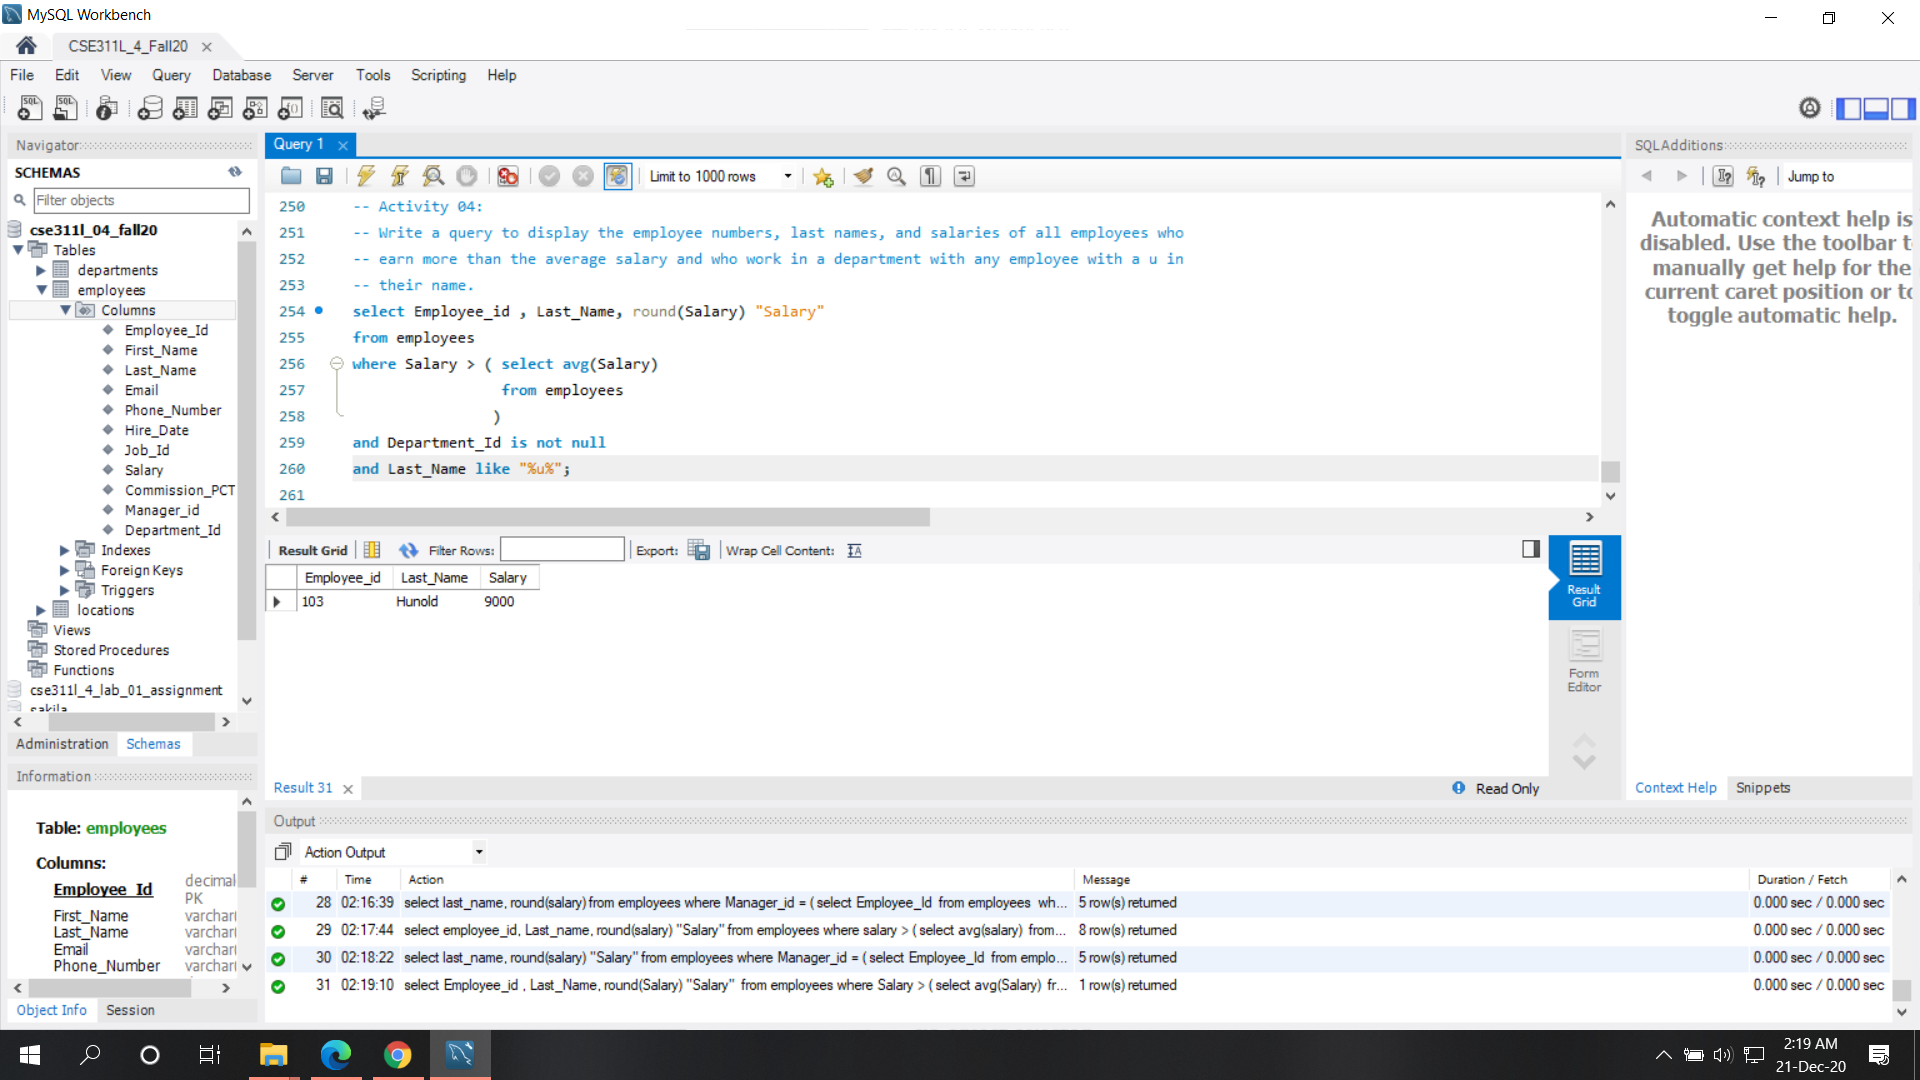 MySQL Workbench
CSE311L_4_Fall20
File Edit View Query Database Server Tools Scripting Help
Navigator
SCHEMAS
Filter objects
cse311l_04_fall20
Tables
departments
employees
Columns
Employee_Id
First_Name
Last_Name
Email
Phone_Number
Hire_Date
Job_Id
Salary
Commission_PCT
Manager_id
Department_Id
Indexes
Foreign Keys
Triggers
locations
Views
Stored Procedures
Functions
cse311l_4_lab_01_assignment
sakila
Administration Schemas
Information
Table: employees
Columns:
Employee_Id decimal
PK
First_Name varchar(
Last_Name varchar(
Email varchar(
Phone_Number varchar(
Object Info Session
Query 1
Limit to 1000 rows
250 -- Activity 04:
251 -- Write a query to display the employee numbers, last names, and salaries of all employees who
252 -- earn more than the average salary and who work in a department with any employee with a u in
253 -- their name.
254 select Employee_id , Last_Name, round(Salary) "Salary"
255 from employees
256 where Salary > ( select avg(Salary)
257 from employees
258 )
259 and Department_Id is not null
260 and Last_Name like "%u%";
261
Result Grid Filter Rows: Export: Wrap Cell Content:
Employee_id Last_Name Salary
103 Hunold 9000
Result
Grid
Form
Editor
Result 31 Read Only
Output
Action Output
# Time Action Message Duration / Fetch
28 02:16:39 select last_name, round(salary) from employees where Manager_id = ( select Employee_Id from employees wh... 5 row(s) returned 0.000 sec / 0.000 sec
29 02:17:44 select employee_id, Last_name, round(salary) "Salary" from employees where salary > ( select avg(salary) from... 8 row(s) returned 0.000 sec / 0.000 sec
30 02:18:22 select last_name, round(salary) "Salary" from employees where Manager_id = ( select Employee_Id from emplo... 5 row(s) returned 0.000 sec / 0.000 sec
31 02:19:10 select Employee_id , Last_Name, round(Salary) "Salary" from employees where Salary > ( select avg(Salary) fr... 1 row(s) returned 0.000 sec / 0.000 sec
SQLAdditions
Jump to
Automatic context help is
disabled. Use the toolbar t
manually get help for the
current caret position or to
toggle automatic help.
Context Help Snippets
2:19 AM
21-Dec-20